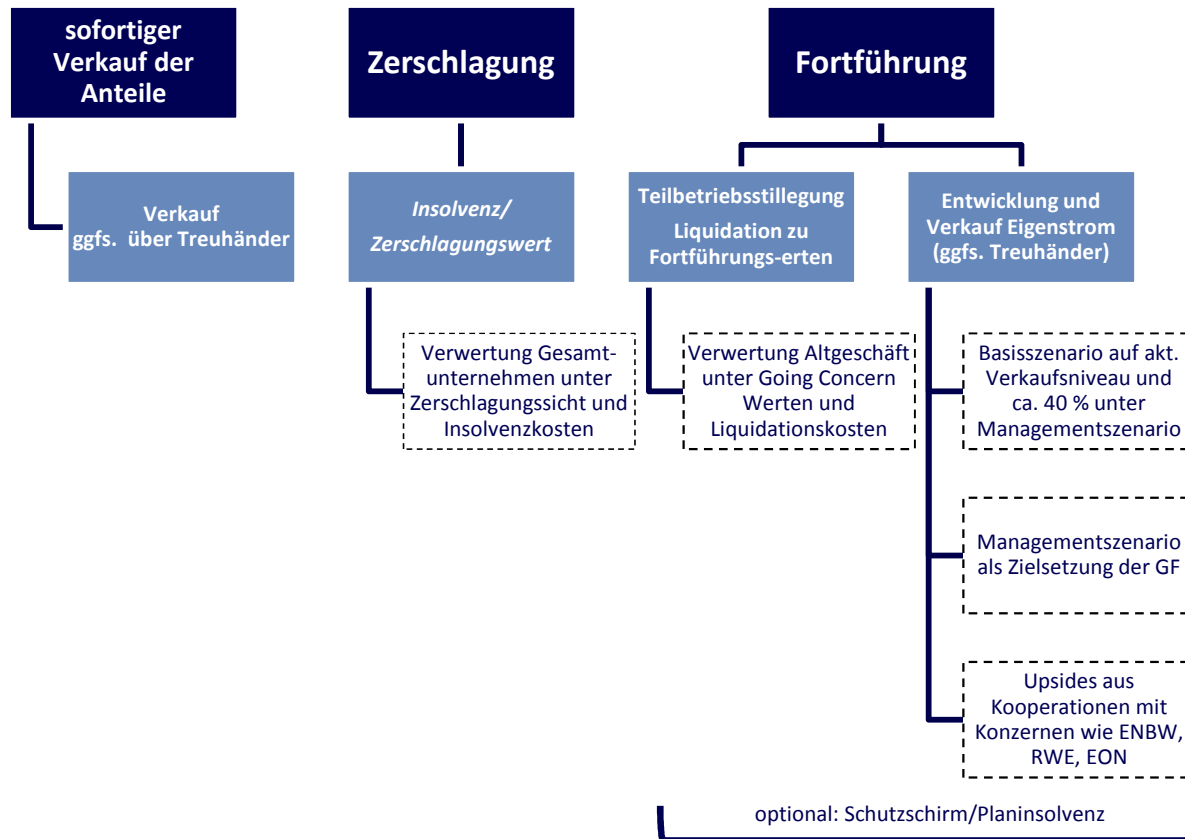 sofortiger
Verkauf der
Anteile
Zerschlagung
Fortführung
Verkauf
ggfs. über Treuhänder
Insolvenz/
Zerschlagungswert
Teilbetriebsstillegung
Liquidation zu
Fortführungs-erten
Entwicklung und
Verkauf Eigenstrom
(ggfs. Treuhänder)
Verwertung Gesamt-
unternehmen unter
Zerschlagungssicht und
Insolvenzkosten
Verwertung Altgeschäft
unter Going Concern
Werten und
Liquidationskosten
Basisszenario auf akt.
Verkaufsniveau und
ca. 40 % unter
Managementszenario
Managementszenario
als Zielsetzung der GF
Upsides aus
Kooperationen mit
Konzernen wie ENBW,
RWE, EON
optional: Schutzschirm/Planinsolvenz